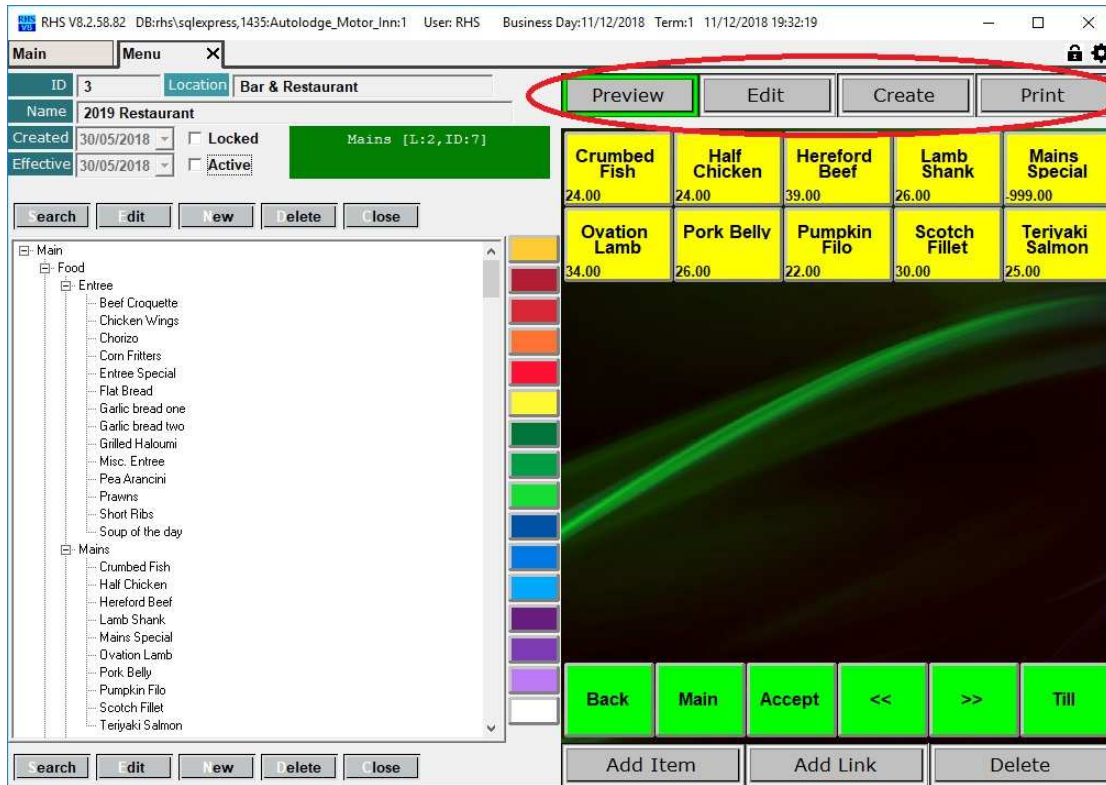 RHS V8.2.58.82 DB:rhs\sqlexpress,1435:Autolodge_Motor_Inn:1 User: RHS Business Day:11/12/2018 Term:1 11/12/2018 19:32:19
Main Menu X
ID 3 Location Bar & Restaurant
Name 2019 Restaurant
Created 30/05/2018 Locked
Effective 30/05/2018 Active
Mains [L:2,ID:7]
Search Edit New Delete Close
Main
Food
Entree
Beef Croquette
Chicken Wings
Chorizo
Corn Fritters
Entree Special
Flat Bread
Garlic bread one
Garlic bread two
Grilled Haloumi
Misc. Entree
Pea Arancini
Prawns
Short Ribs
Soup of the day
Mains
Crumbed Fish
Half Chicken
Hereford Beef
Lamb Shank
Mains Special
Ovation Lamb
Pork Belly
Pumpkin Filo
Scotch Fillet
Teriyaki Salmon
Search Edit New Delete Close
Preview Edit Create Print
Crumbed Half Hereford Lamb Mains
Fish Chicken Beef Shank Special
24.00 24.00 39.00 26.00 -999.00
Ovation Pork Belly Pumpkin Scotch Teriyaki
Lamb Filo Fillet Salmon
34.00 26.00 22.00 30.00 25.00
Back Main Accept << >> Till
Add Item Add Link Delete